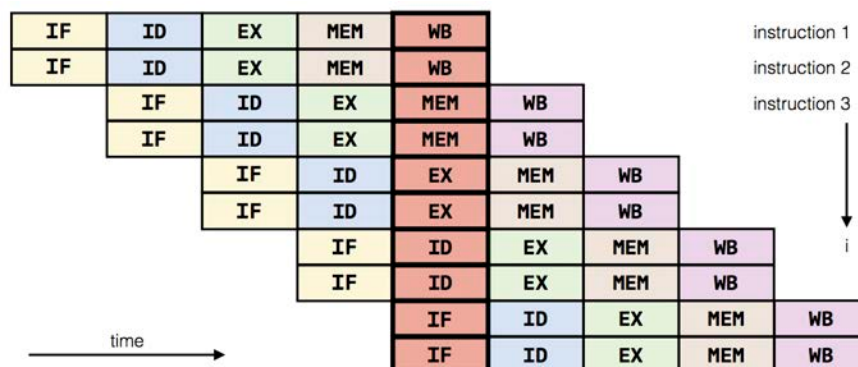 IF ID EX MEM WB instruction 1
IF ID EX MEM WB instruction 2
IF ID EX MEM WB instruction 3
IF ID EX MEM WB
IF ID EX MEM WB
IF ID EX MEM WB
IF ID EX MEM WB i
IF ID EX MEM WB
IF ID EX MEM WB
time
IF ID EX MEM WB